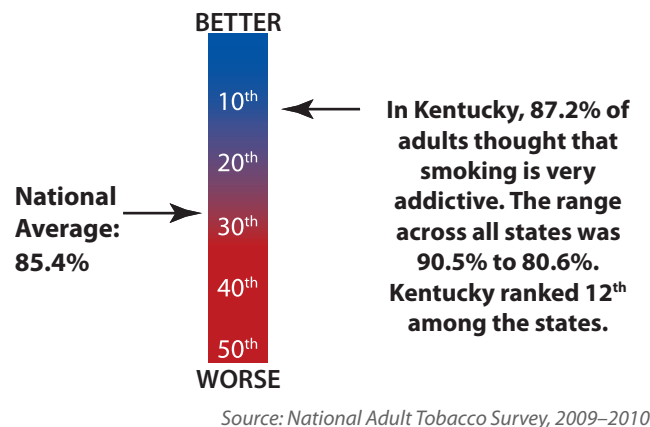 BETTER
10th
20th
30th
40th
50th
WORSE
National
Average:
85.4%
In Kentucky, 87.2% of
adults thought that
smoking is very
addictive. The range
across all states was
90.5% to 80.6%.
Kentucky ranked 12th
among the states.
Source: National Adult Tobacco Survey, 2009–2010